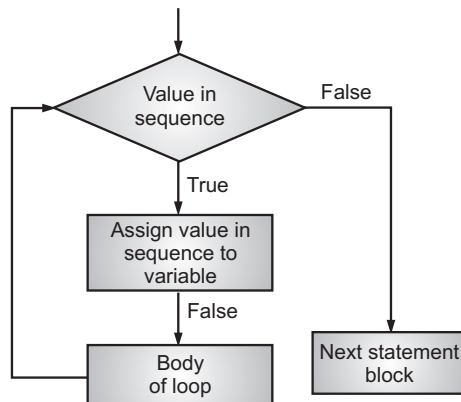 Value in
sequence
False
True
Assign value in
sequence to
variable
False
Body
of loop
Next statement
block